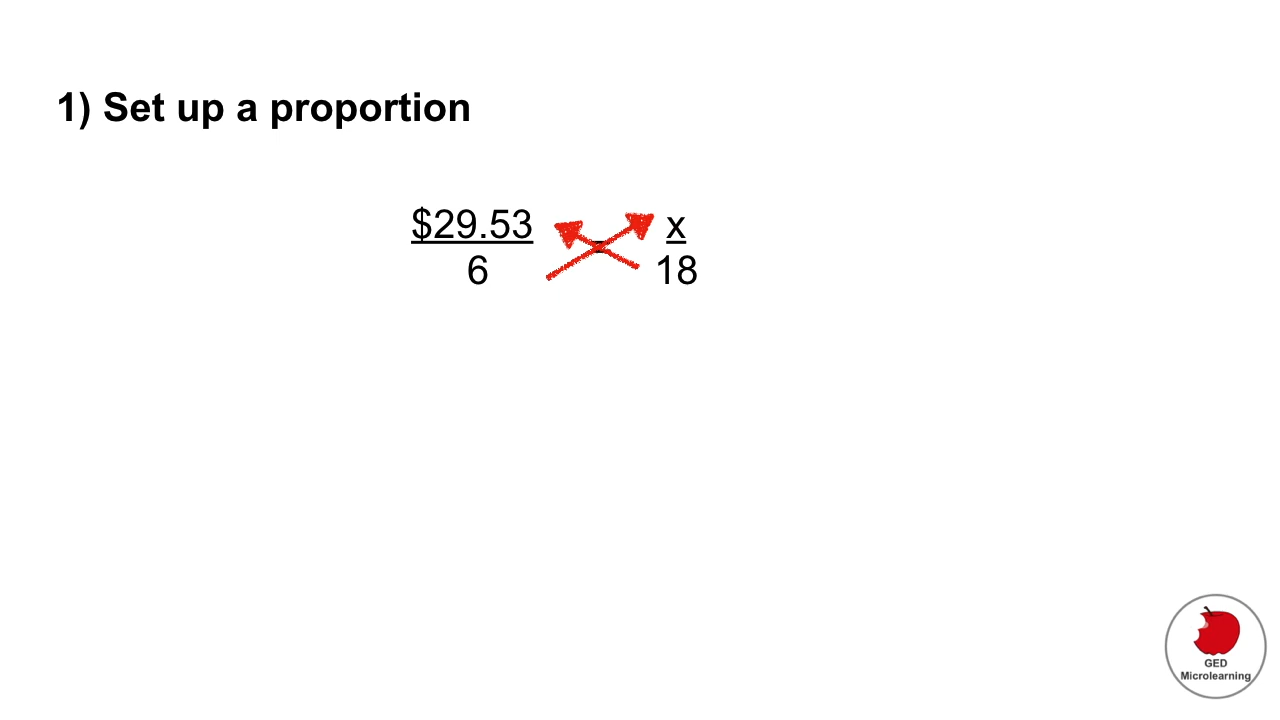 1) Set up a proportion
$29.53 = x
6 18
GED
Microlearning